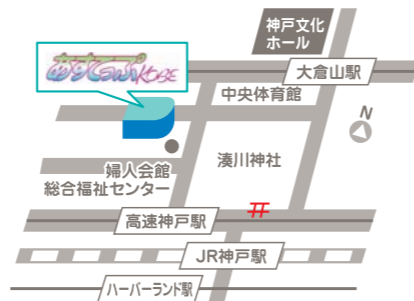 神戸文化
ホール
あすてっぷKOBE
大倉山駅
中央体育館
N
湊川神社
婦人会館
総合福祉センター
高速神戸駅
JR神戸駅
ハーバーランド駅